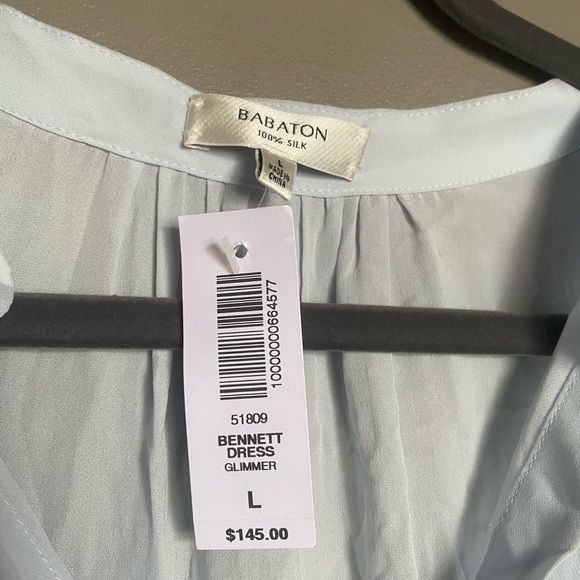 BABATON
100% SILK
L
MADE IN
CHINA
10000000664577
51809
BENNETT
DRESS
GLIMMER
L
$145.00